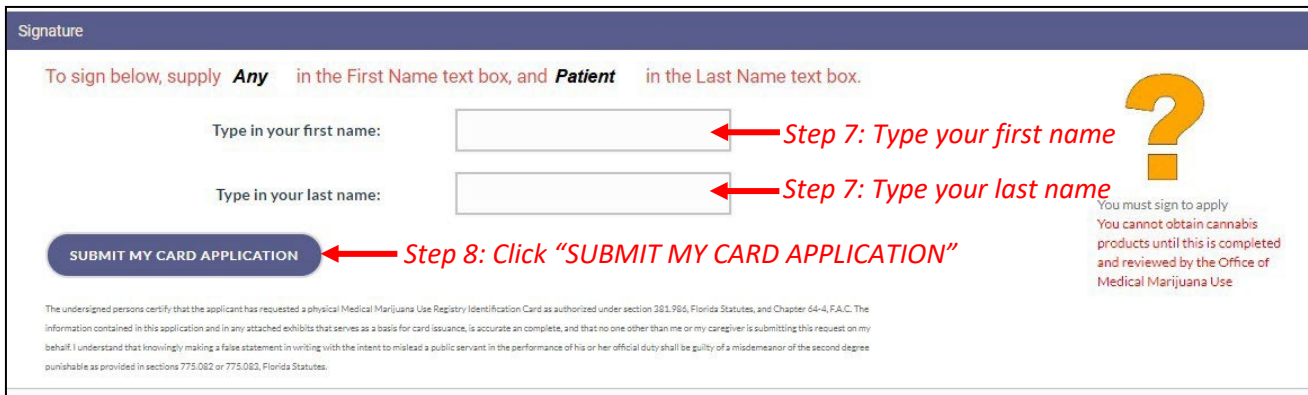 Signature
To sign below, supply Any in the First Name text box, and Patient in the Last Name text box.
Type in your first name:
Step 7: Type your first name
Type in your last name:
Step 7: Type your last name
SUBMIT MY CARD APPLICATION
Step 8: Click “SUBMIT MY CARD APPLICATION”
?
You must sign to apply
You cannot obtain cannabis
products until this is completed
and reviewed by the Office of
Medical Marijuana Use
The undersigned persons certify that the applicant has requested a physical Medical Marijuana Use Registry Identification Card as authorized under section 381.986, Florida Statutes, and Chapter 64-4, F.A.C. The
information contained in this application and in any attached exhibits that serves as a basis for card issuance, is accurate an complete, and that no one other than me or my caregiver is submitting this request on my
behalf. I understand that knowingly making a false statement in writing with the intent to mislead a public servant in the performance of his or her official duty shall be guilty of a misdemeanor of the second degree
punishable as provided in sections 775.082 or 775.083, Florida Statutes.